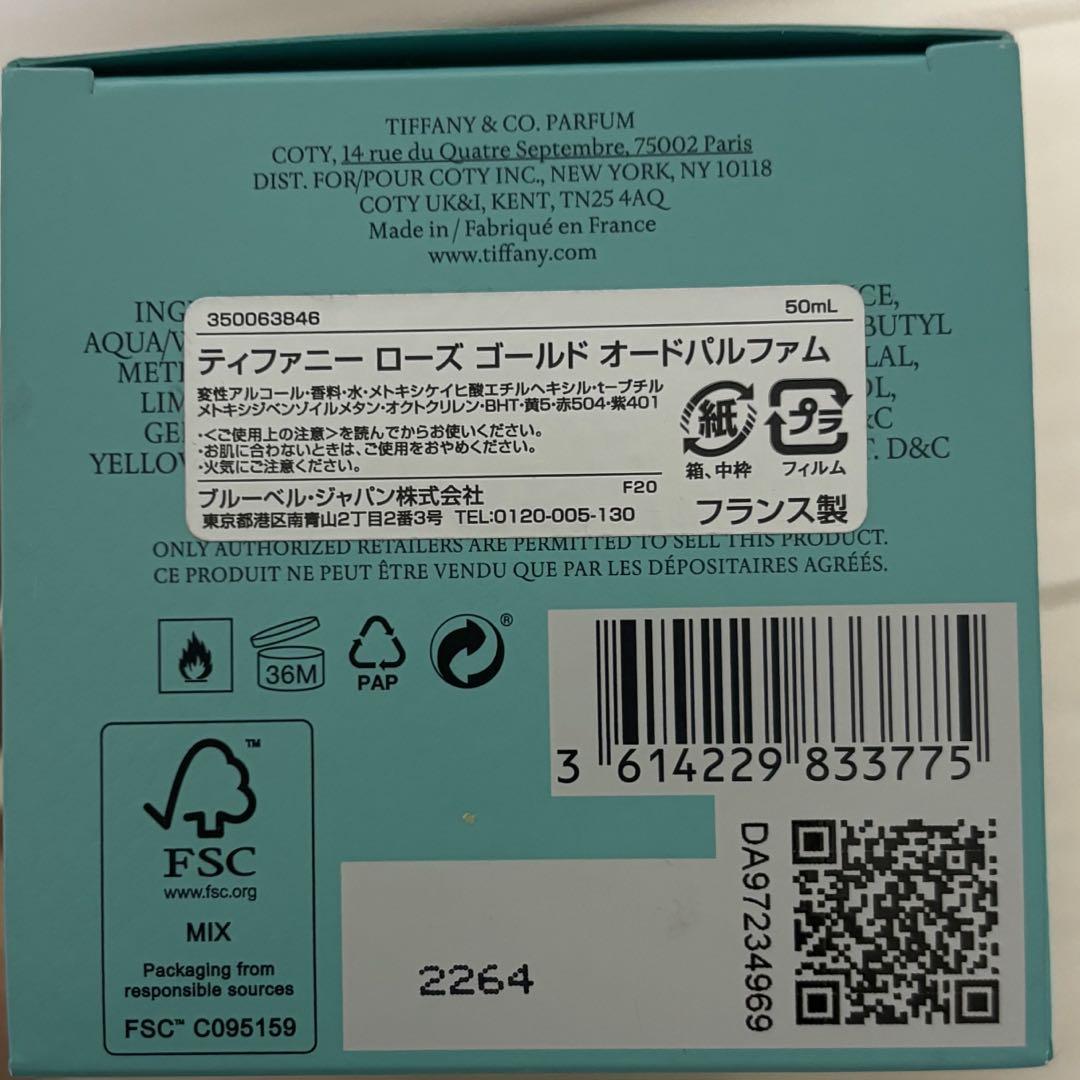 TIFFANY & CO. PARFUM
COTY, 14 rue du Quatre Septembre, 75002 Paris
DIST. FOR/POUR COTY INC., NEW YORK, NY 10118
COTY UK&I, KENT, TN25 4AQ
Made in / Fabriqué en France
www.tiffany.com
350063846 50mL
ティファニー ローズ ゴールド オードパルファム
変性アルコール・香料・水・メトキシケイヒ酸エチルヘキシル・t-ブチル
メトキシジベンゾイルメタン・オクトクリレン・BHT・黄5・赤504・紫401
・<ご使用上の注意>を読んでからお使いください。
・お肌に合わないときは、ご使用をおやめください。
・火気にご注意ください。
紙 プラ
箱、中枠 フィルム
ブルーベル・ジャパン株式会社 F20
東京都港区南青山2丁目2番3号 TEL:0120-005-130
フランス製
YELLOW D&C
ONLY AUTHORIZED RETAILERS ARE PERMITTED TO SELL THIS PRODUCT.
CE PRODUIT NE PEUT ÊTRE VENDU QUE PAR LES DÉPOSITAIRES AGRÉÉS.
36M
PAP
®
3 614229 833775
™
FSC
www.fsc.org
MIX
Packaging from
responsible sources
FSC™ C095159
2264
DA97234969